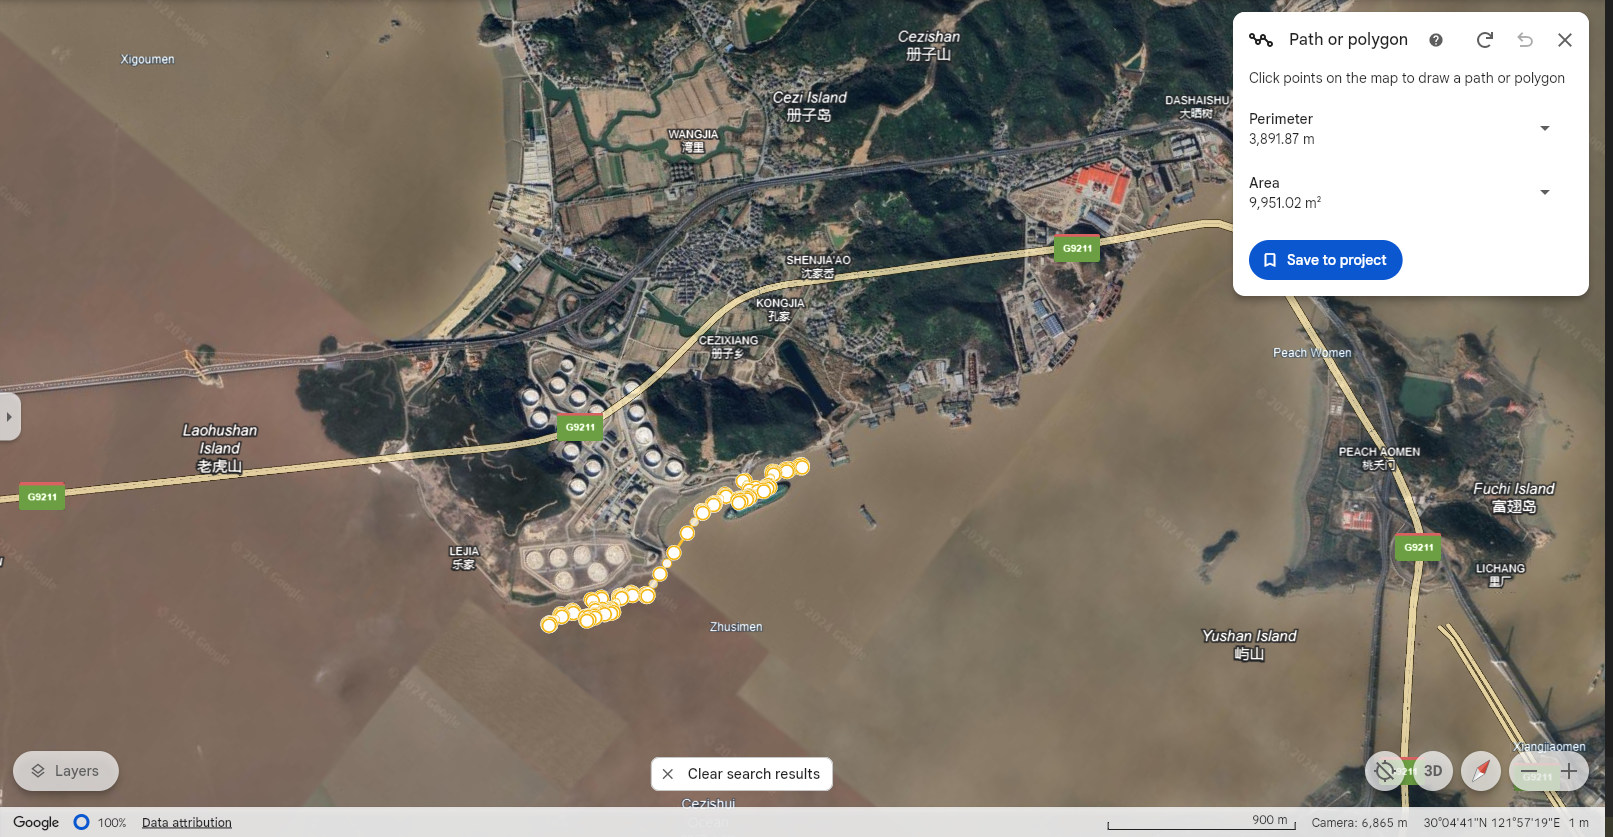 Xigoumen
Cezishan
册子山
Cezi Island
册子岛
DASHAISHU
大晒树
WANGJIA
湾里
SHENJIA'AO
沈家岙
G9211
KONGJIA
孔家
CEZIXIANG
册子乡
Path or polygon
Click points on the map to draw a path or polygon
Perimeter
3,891.87 m
Area
9,951.02 m²
Save to project
Peach Women
Laohushan
Island
老虎山
G9211
G9211
PEACH AOMEN
桃夭门
Fuchi Island
富翅岛
G9211
LEJIA
乐家
LICHANG
里厂
Zhusimen
Yushan Island
屿山
Xiangjiaomen
Layers
Clear search results
3D
G9211
Cezishui
Google
100%
Data attribution
900 m
Camera: 6,865 m
30°04'41"N 121°57'19"E
1 m